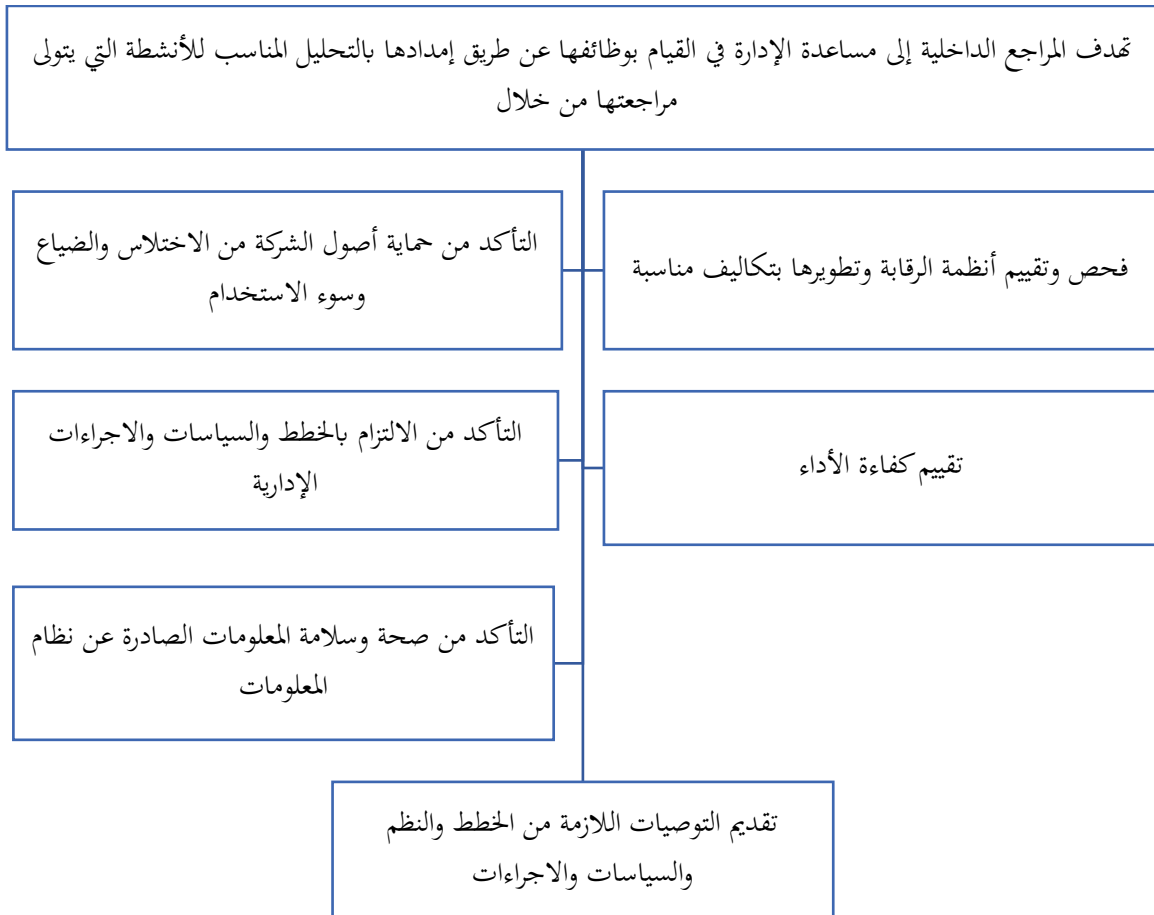 تهدف المراجع الداخلية إلى مساعدة الإدارة في القيام بوظائفها عن طريق إمدادها بالتحليل المناسب للأنشطة التي يتولى
مراجعتها من خلال
فحص وتقييم أنظمة الرقابة وتطويرها بتكاليف مناسبة
التأكد من حماية أصول الشركة من الاختلاس والضياع
وسوء الاستخدام
تقييم كفاءة الأداء
التأكد من الالتزام بالخطط والسياسات والاجراءات
الإدارية
التأكد من صحة وسلامة المعلومات الصادرة عن نظام
المعلومات
تقديم التوصيات اللازمة من الخطط والنظم
والسياسات والاجراءات